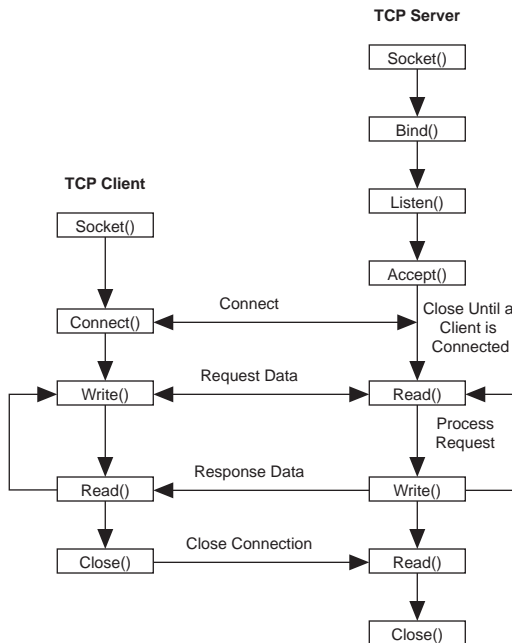 TCP Server
Socket()
Bind()
TCP Client
Listen()
Socket()
Accept()
Connect
Close Until a
Client is
Connected
Connect()
Request Data
Write()
Read()
Process
Request
Response Data
Read()
Write()
Close Connection
Close()
Read()
Close()